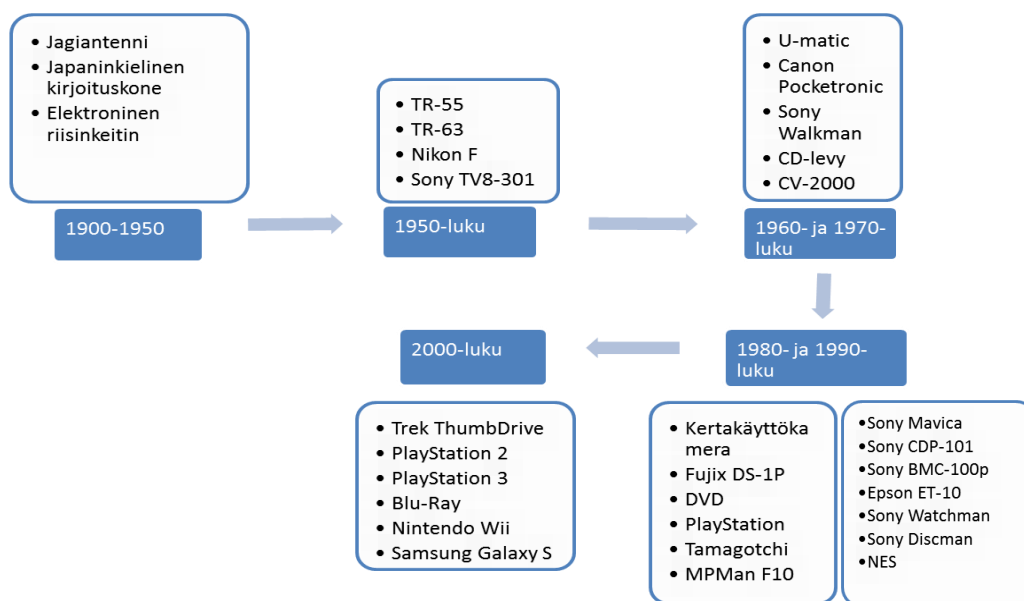 • Jagiantenni
• Japaninkielinen
kirjoituskone
• Elektroninen
riisinkeitin
1900-1950
• TR-55
• TR-63
• Nikon F
• Sony TV8-301
1950-luku
• U-matic
• Canon
Pocketronic
• Sony
Walkman
• CD-levy
• CV-2000
1960- ja 1970-
luku
1980- ja 1990-
luku
• Kertakäyttöka
mera
• Fujix DS-1P
• DVD
• PlayStation
• Tamagotchi
• MPMan F10
•Sony Mavica
•Sony CDP-101
•Sony BMC-100p
•Epson ET-10
•Sony Watchman
•Sony Discman
•NES
2000-luku
• Trek ThumbDrive
• PlayStation 2
• PlayStation 3
• Blu-Ray
• Nintendo Wii
• Samsung Galaxy S